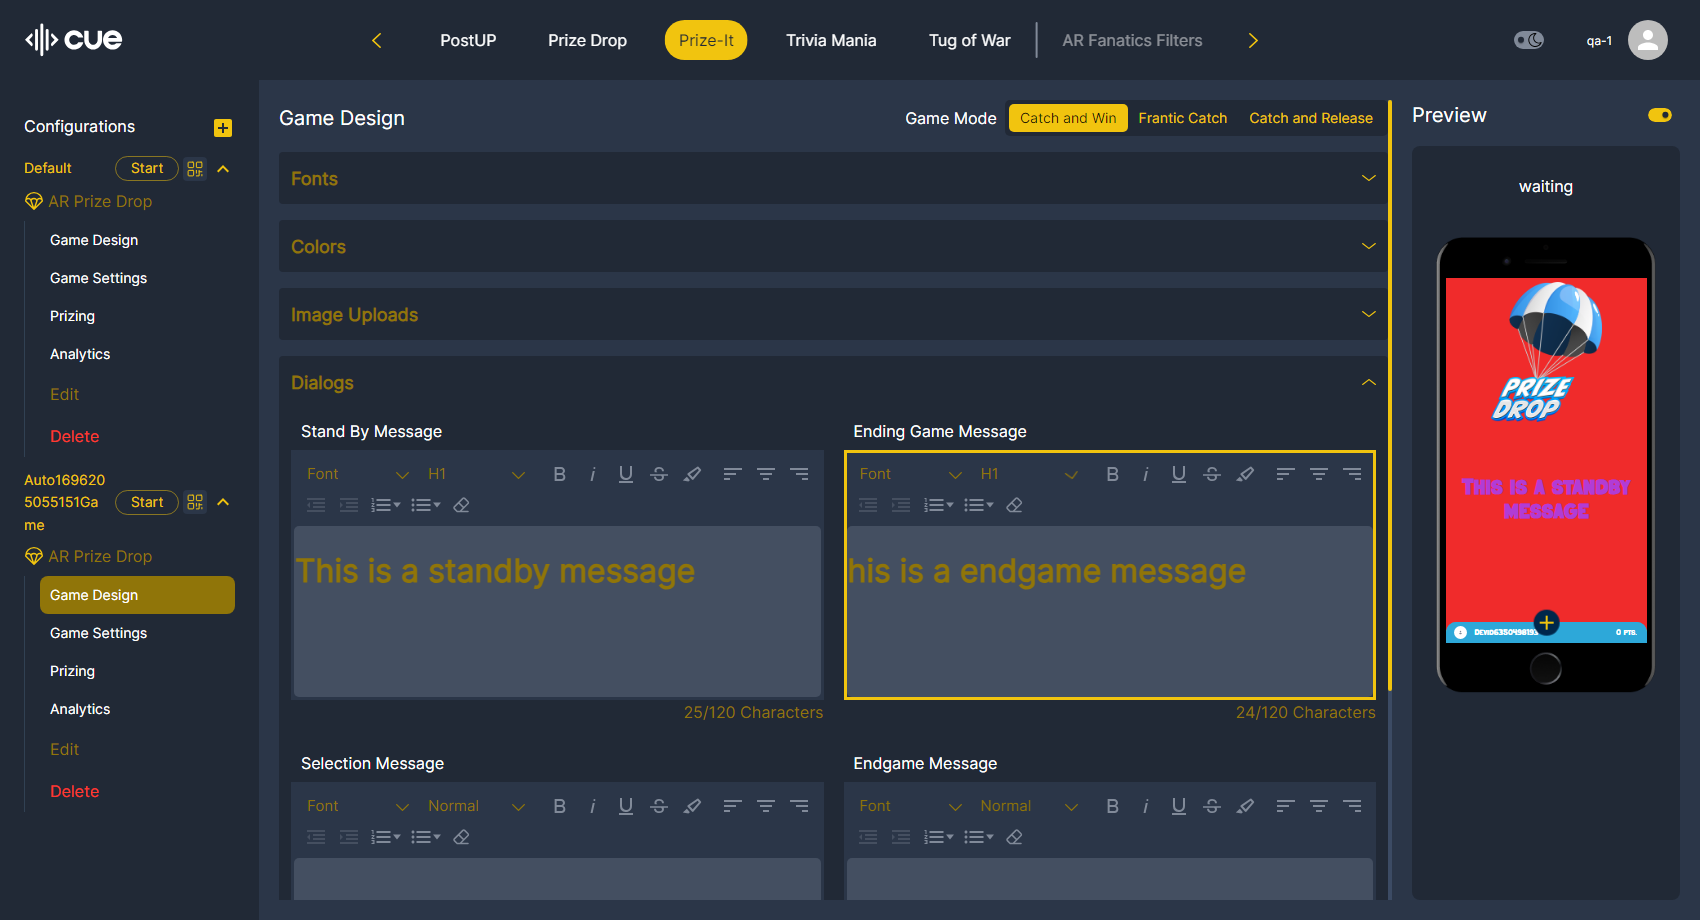 cue
PostUP
Prize Drop
Prize-It
Trivia Mania
Tug of War
AR Fanatics Filters
qa-1
Configurations
Default
Start
AR Prize Drop
Game Design
Game Settings
Prizing
Analytics
Edit
Delete
Auto169620
5055151Ga
me
Start
AR Prize Drop
Game Design
Game Settings
Prizing
Analytics
Edit
Delete
Game Design
Game Mode
Catch and Win
Frantic Catch
Catch and Release
Fonts
Colors
Image Uploads
Dialogs
Stand By Message
Font
H1
This is a standby message
25/120 Characters
Ending Game Message
Font
H1
his is a endgame message
24/120 Characters
Selection Message
Font
Normal
Endgame Message
Font
Normal
Preview
waiting
PRIZE
DROP
THIS IS A STANDBY
MESSAGE
0 PTS.